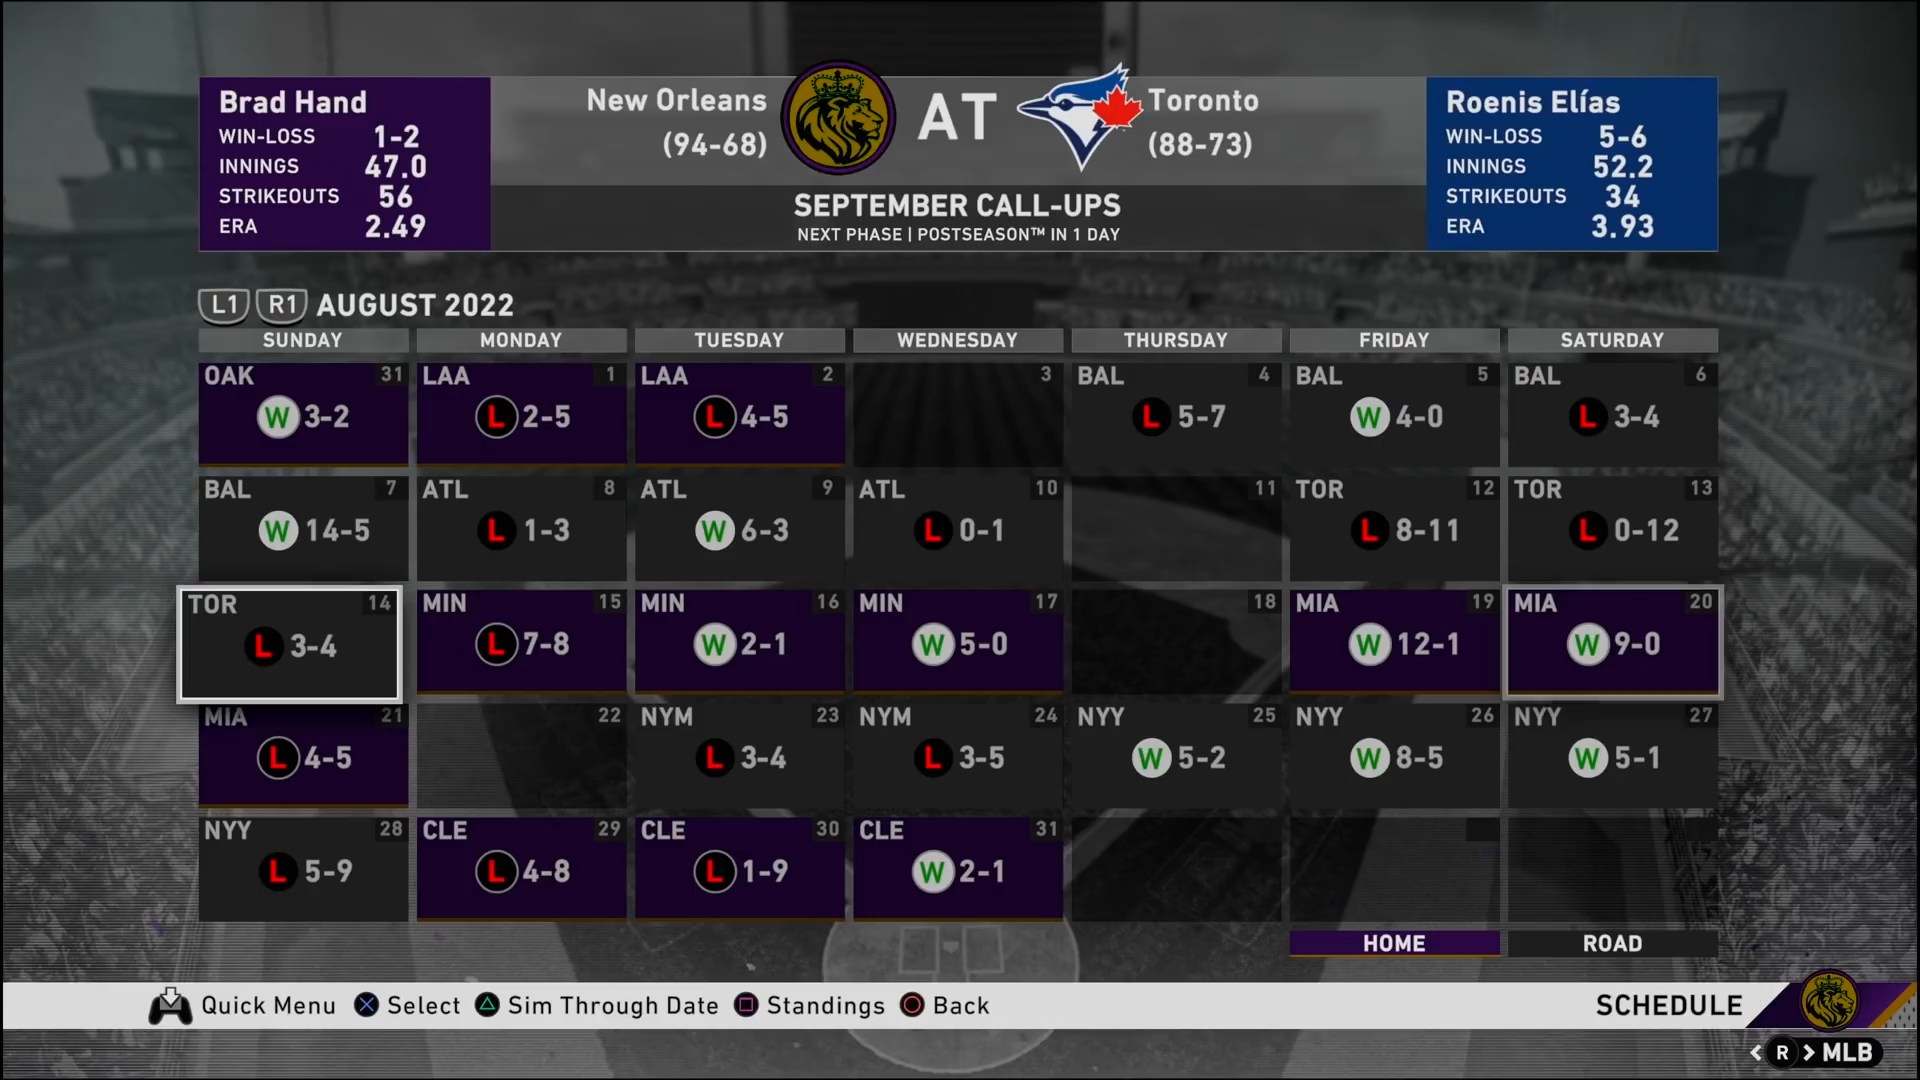 Brad Hand
WIN-LOSS 1-2
INNINGS 47.0
STRIKEOUTS 56
ERA 2.49
New Orleans
(94-68)
AT
Toronto
(88-73)
SEPTEMBER CALL-UPS
NEXT PHASE | POSTSEASON™ IN 1 DAY
Roenis Elías
WIN-LOSS 5-6
INNINGS 52.2
STRIKEOUTS 34
ERA 3.93
L1 R1 AUGUST 2022
SUNDAY MONDAY TUESDAY WEDNESDAY THURSDAY FRIDAY SATURDAY
OAK 31 LAA 1 LAA 2 3 BAL 4 BAL 5 BAL 6
W 3-2 L 2-5 L 4-5 L 5-7 W 4-0 L 3-4
BAL 7 ATL 8 ATL 9 ATL 10 11 TOR 12 TOR 13
W 14-5 L 1-3 W 6-3 L 0-1 L 8-11 L 0-12
TOR 14 MIN 15 MIN 16 MIN 17 18 MIA 19 MIA 20
L 3-4 L 7-8 W 2-1 W 5-0 W 12-1 W 9-0
MIA 21 22 NYM 23 NYM 24 NYY 25 NYY 26 NYY 27
L 4-5 L 3-4 L 3-5 W 5-2 W 8-5 W 5-1
NYY 28 CLE 29 CLE 30 CLE 31
L 5-9 L 4-8 L 1-9 W 2-1
HOME ROAD
Quick Menu Select Sim Through Date Standings Back
SCHEDULE
< R > MLB